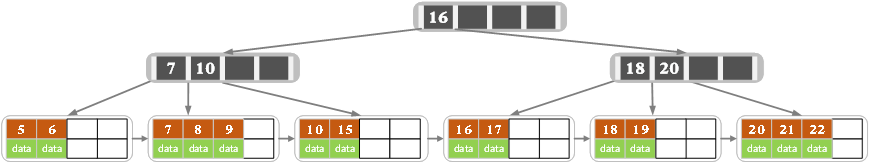 16
7 10
18 20
5 6
data data
7 8 9
data data data
10 15
data data
16 17
data data
18 19
data data
20 21 22
data data data